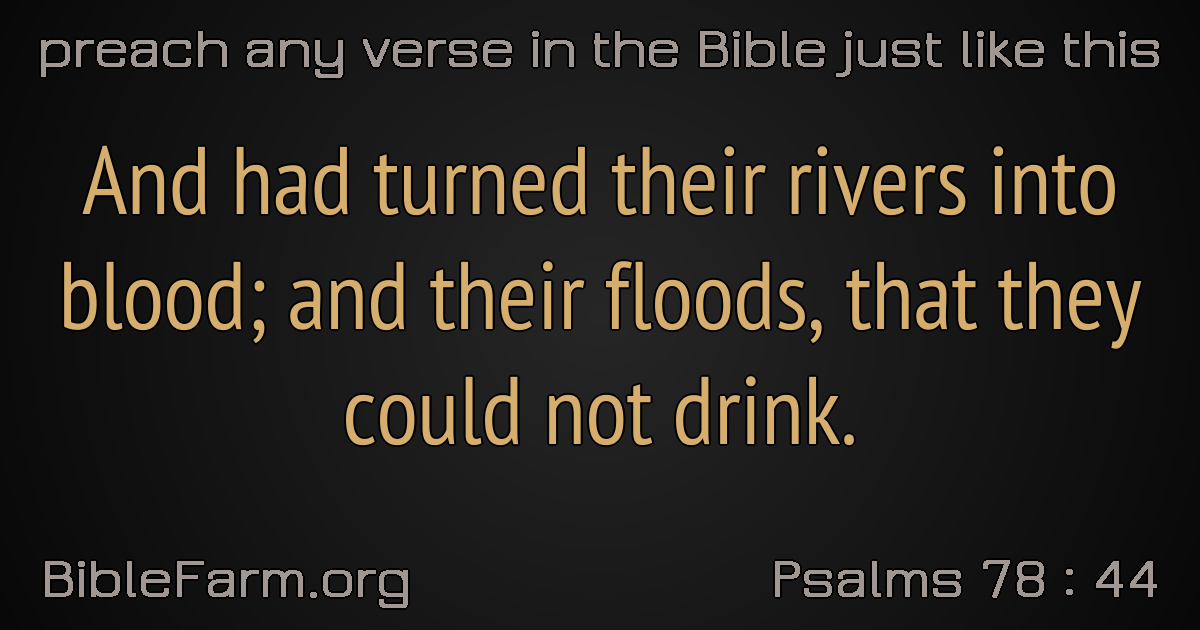 preach any verse in the Bible just like this
And had turned their rivers into
blood; and their floods, that they
could not drink.
BibleFarm.org
Psalms 78 : 44